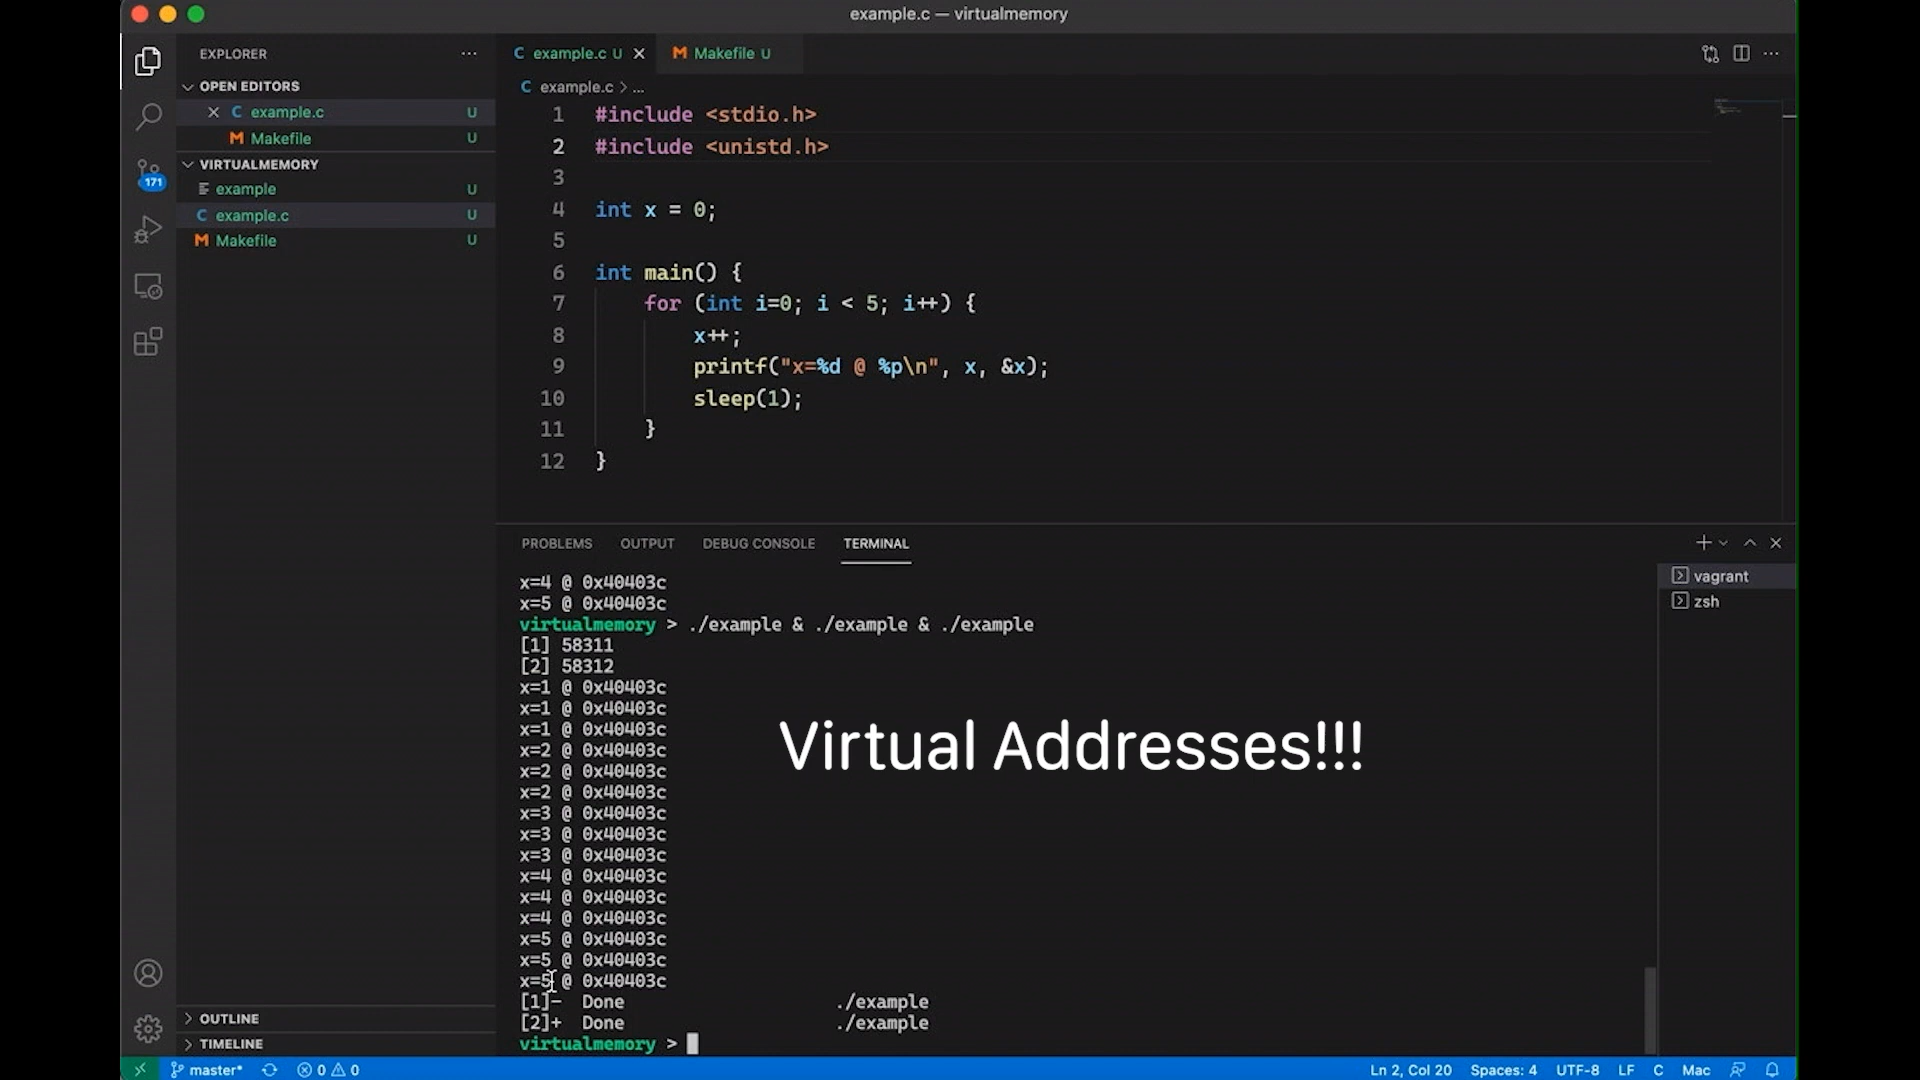 example.c — virtualmemory
EXPLORER
OPEN EDITORS
example.c U
Makefile U
VIRTUALMEMORY
example U
example.c U
Makefile U
OUTLINE
TIMELINE
171
example.c U
Makefile U
example.c > ...
1 #include <stdio.h>
2 #include <unistd.h>
3
4 int x = 0;
5
6 int main() {
7 for (int i=0; i < 5; i++) {
8 x++;
9 printf("x=%d @ %p\n", x, &x);
10 sleep(1);
11 }
12 }
PROBLEMS OUTPUT DEBUG CONSOLE TERMINAL
x=4 @ 0x40403c
x=5 @ 0x40403c
virtualmemory > ./example & ./example & ./example
[1] 58311
[2] 58312
x=1 @ 0x40403c
x=1 @ 0x40403c
x=1 @ 0x40403c
x=2 @ 0x40403c
x=2 @ 0x40403c
x=2 @ 0x40403c
x=3 @ 0x40403c
x=3 @ 0x40403c
x=3 @ 0x40403c
x=4 @ 0x40403c
x=4 @ 0x40403c
x=4 @ 0x40403c
x=5 @ 0x40403c
x=5 @ 0x40403c
x=5 @ 0x40403c
[1]- Done ./example
[2]+ Done ./example
virtualmemory >
Virtual Addresses!!!
vagrant
zsh
master* 0 0 Ln 2, Col 20 Spaces: 4 UTF-8 LF C Mac